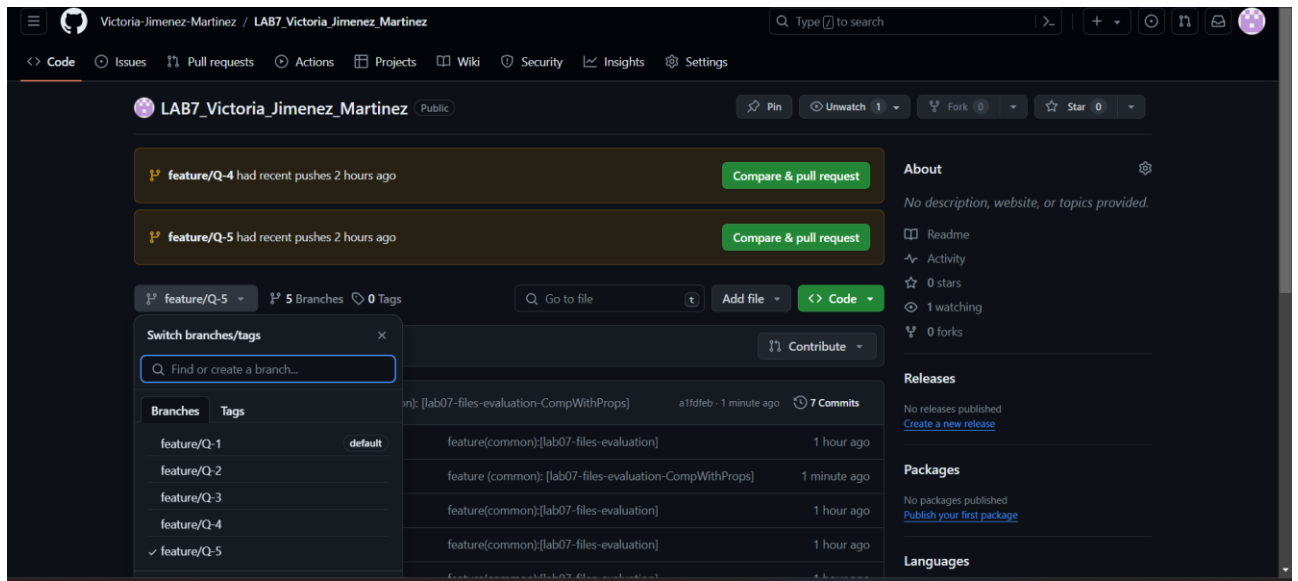 Victoria-Jimenez-Martinez / LAB7_Victoria_Jimenez_Martinez
Type / to search
Code Issues Pull requests Actions Projects Wiki Security Insights Settings
LAB7_Victoria_Jimenez_Martinez Public
Pin Unwatch 1 Fork 0 Star 0
feature/Q-4 had recent pushes 2 hours ago Compare & pull request
feature/Q-5 had recent pushes 2 hours ago Compare & pull request
feature/Q-5 5 Branches 0 Tags Go to file t Add file <> Code
Switch branches/tags
Find or create a branch...
Branches Tags
feature/Q-1 default
feature/Q-2
feature/Q-3
feature/Q-4
feature/Q-5
Contribute
[lab07-files-evaluation-CompWithProps] a1fdfeb · 1 minute ago 7 Commits
feature(common):[lab07-files-evaluation] 1 hour ago
feature (common): [lab07-files-evaluation-CompWithProps] 1 minute ago
feature(common):[lab07-files-evaluation] 1 hour ago
feature(common):[lab07-files-evaluation] 1 hour ago
About
No description, website, or topics provided.
Readme
Activity
0 stars
1 watching
0 forks
Releases
No releases published
Create a new release
Packages
No packages published
Publish your first package
Languages